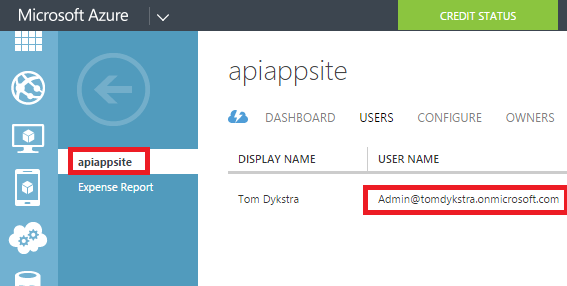 Microsoft Azure
CREDIT STATUS
apiappsite
Expense Report
apiappsite
DASHBOARD USERS CONFIGURE OWNERS
DISPLAY NAME USER NAME
Tom Dykstra Admin@tomdykstra.onmicrosoft.com